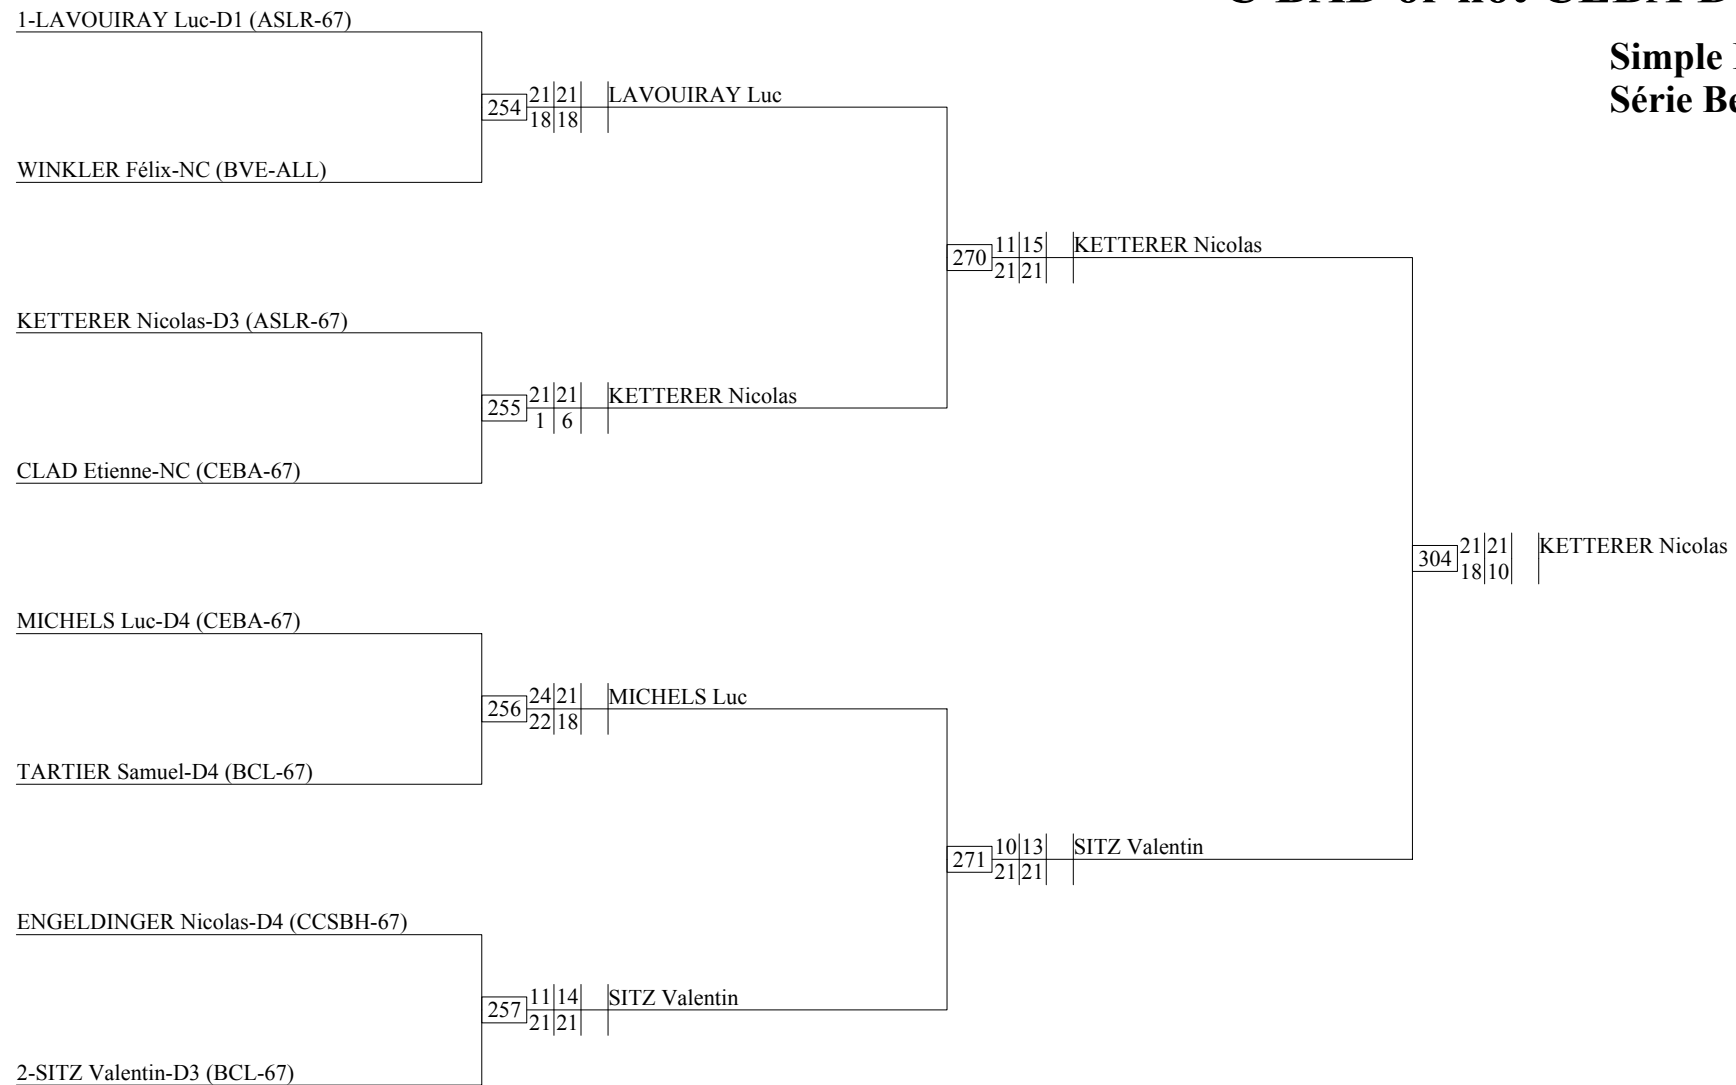 1-LAVOUIRAY Luc-D1 (ASLR-67)
Simple
Série
254 21 21 LAVOUIRAY Luc
18 18
WINKLER Félix-NC (BVE-ALL)
270 11 15 KETTERER Nicolas
21 21
KETTERER Nicolas-D3 (ASLR-67)
255 21 21 KETTERER Nicolas
1 6
CLAD Etienne-NC (CEBA-67)
304 21 21 KETTERER Nicolas
18 10
MICHELS Luc-D4 (CEBA-67)
256 24 21 MICHELS Luc
22 18
TARTIER Samuel-D4 (BCL-67)
271 10 13 SITZ Valentin
21 21
ENGELDINGER Nicolas-D4 (CCSBH-67)
257 11 14 SITZ Valentin
21 21
2-SITZ Valentin-D3 (BCL-67)